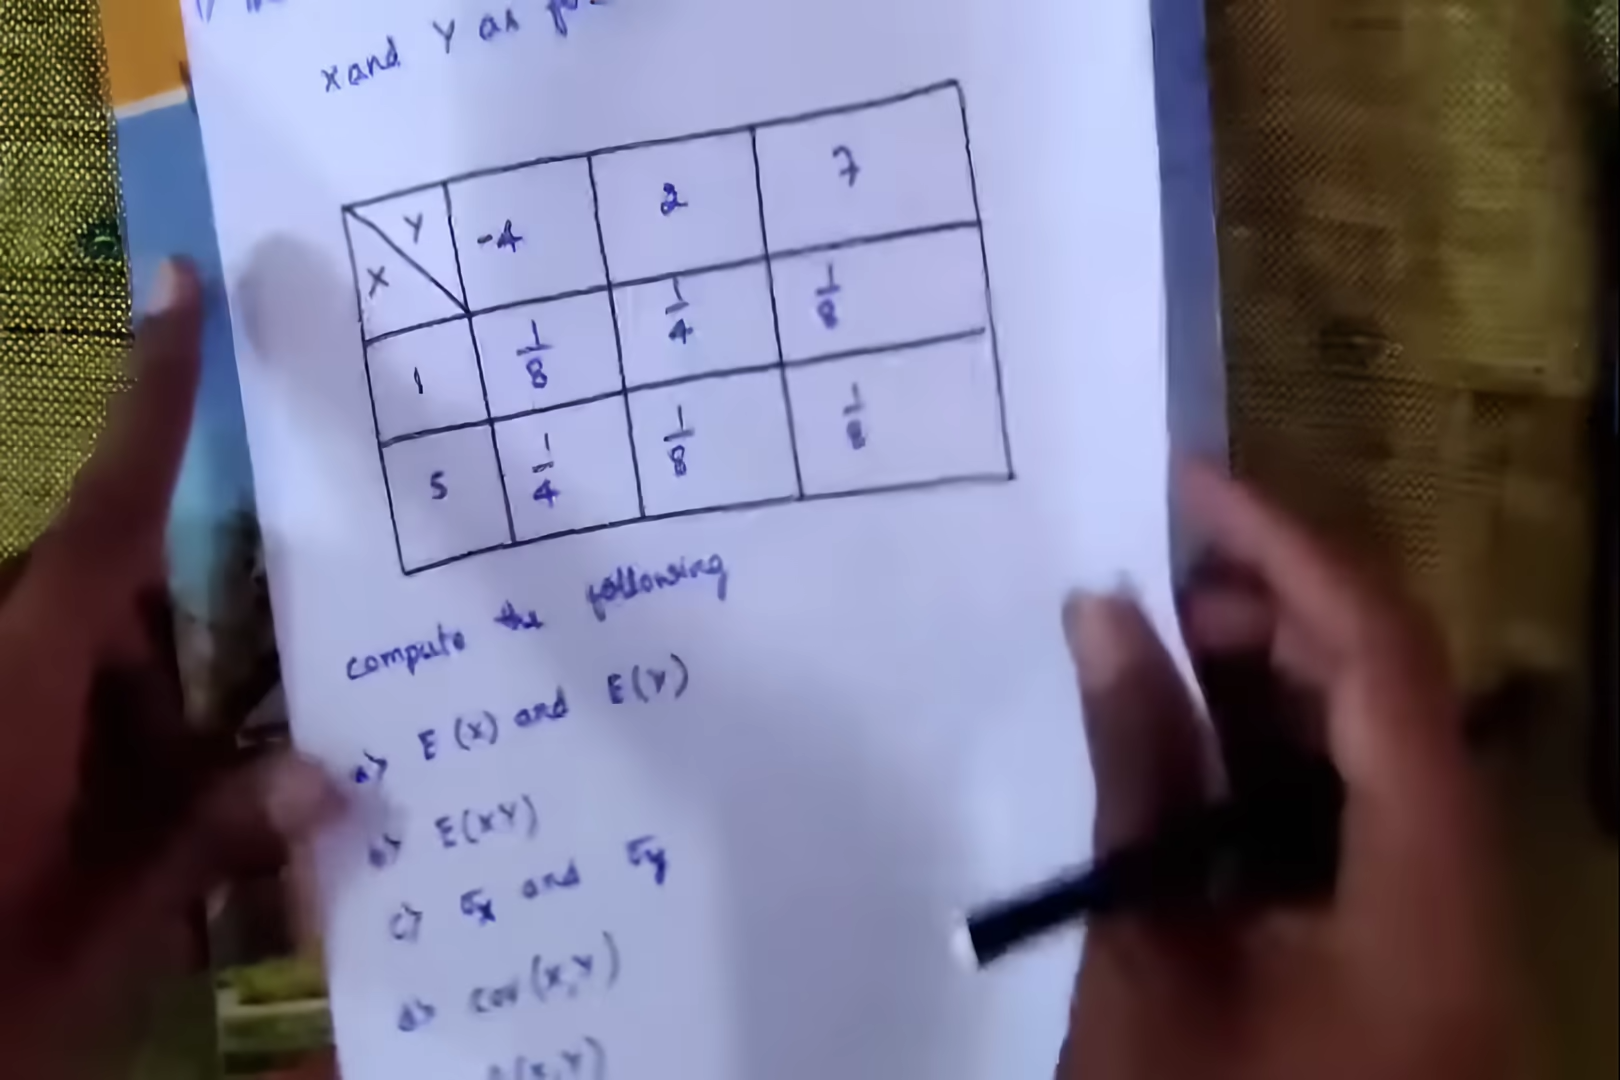 X and Y as
Y -4 2 7
X
1 1/8 1/4 1/8
5 1/4 1/8 1/8
compute the following
a) E(X) and E(Y)
b) E(XY)
c) σx and σy
d) cov(X,Y)
(X,Y)